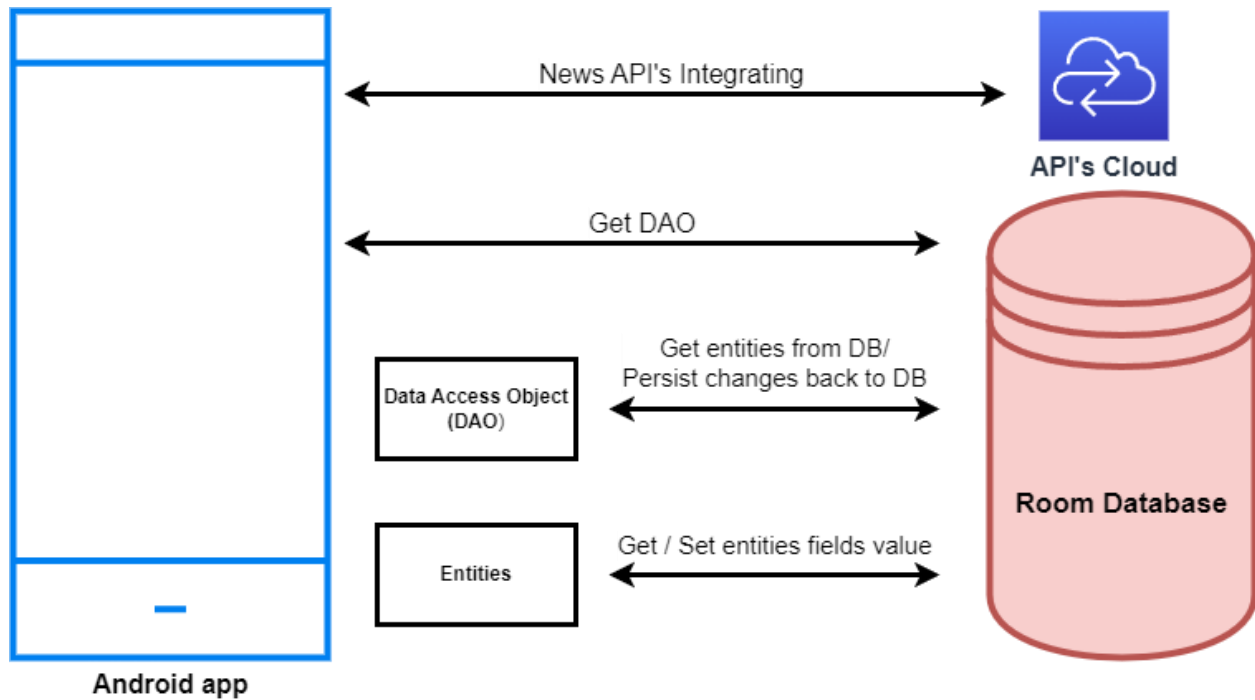 News API's Integrating
API's Cloud
Get DAO
Get entities from DB/
Persist changes back to DB
Data Access Object
(DAO)
Room Database
Get / Set entities fields value
Entities
Android app